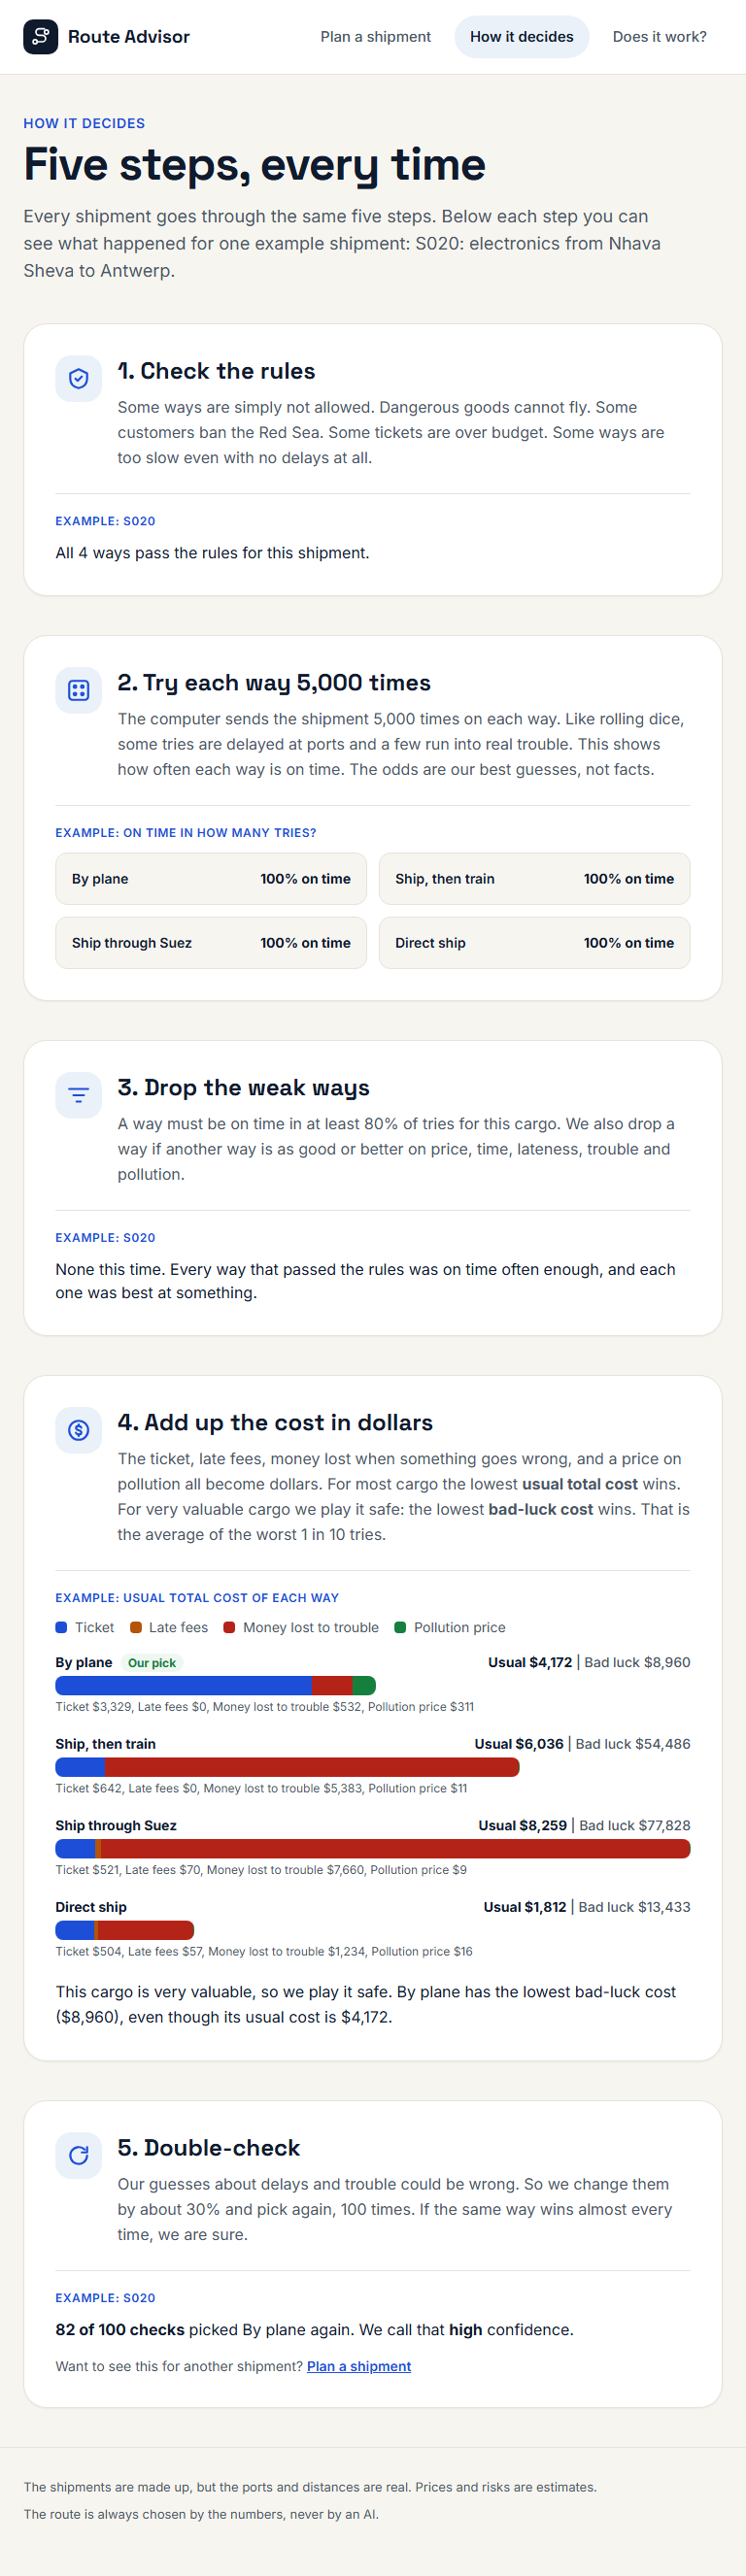 Route Advisor
Plan a shipment
How it decides
Does it work?
HOW IT DECIDES
Five steps, every time
Every shipment goes through the same five steps. Below each step you can
see what happened for one example shipment: S020: electronics from Nhava
Sheva to Antwerp.
1. Check the rules
Some ways are simply not allowed. Dangerous goods cannot fly. Some
customers ban the Red Sea. Some tickets are over budget. Some ways are
too slow even with no delays at all.
EXAMPLE: S020
All 4 ways pass the rules for this shipment.
2. Try each way 5,000 times
The computer sends the shipment 5,000 times on each way. Like rolling dice,
some tries are delayed at ports and a few run into real trouble. This shows
how often each way is on time. The odds are our best guesses, not facts.
EXAMPLE: ON TIME IN HOW MANY TRIES?
By plane 100% on time
Ship, then train 100% on time
Ship through Suez 100% on time
Direct ship 100% on time
3. Drop the weak ways
A way must be on time in at least 80% of tries for this cargo. We also drop a
way if another way is as good or better on price, time, lateness, trouble and
pollution.
EXAMPLE: S020
None this time. Every way that passed the rules was on time often enough, and each
one was best at something.
4. Add up the cost in dollars
The ticket, late fees, money lost when something goes wrong, and a price on
pollution all become dollars. For most cargo the lowest usual total cost wins.
For very valuable cargo we play it safe: the lowest bad-luck cost wins. That is
the average of the worst 1 in 10 tries.
EXAMPLE: USUAL TOTAL COST OF EACH WAY
Ticket Late fees Money lost to trouble Pollution price
By plane Our pick Usual $4,172 | Bad luck $8,960
Ticket $3,329, Late fees $0, Money lost to trouble $532, Pollution price $311
Ship, then train Usual $6,036 | Bad luck $54,486
Ticket $642, Late fees $0, Money lost to trouble $5,383, Pollution price $11
Ship through Suez Usual $8,259 | Bad luck $77,828
Ticket $521, Late fees $70, Money lost to trouble $7,660, Pollution price $9
Direct ship Usual $1,812 | Bad luck $13,433
Ticket $504, Late fees $57, Money lost to trouble $1,234, Pollution price $16
This cargo is very valuable, so we play it safe. By plane has the lowest bad-luck cost
($8,960), even though its usual cost is $4,172.
5. Double-check
Our guesses about delays and trouble could be wrong. So we change them
by about 30% and pick again, 100 times. If the same way wins almost every
time, we are sure.
EXAMPLE: S020
82 of 100 checks picked By plane again. We call that high confidence.
Want to see this for another shipment? Plan a shipment
The shipments are made up, but the ports and distances are real. Prices and risks are estimates.
The route is always chosen by the numbers, never by an AI.